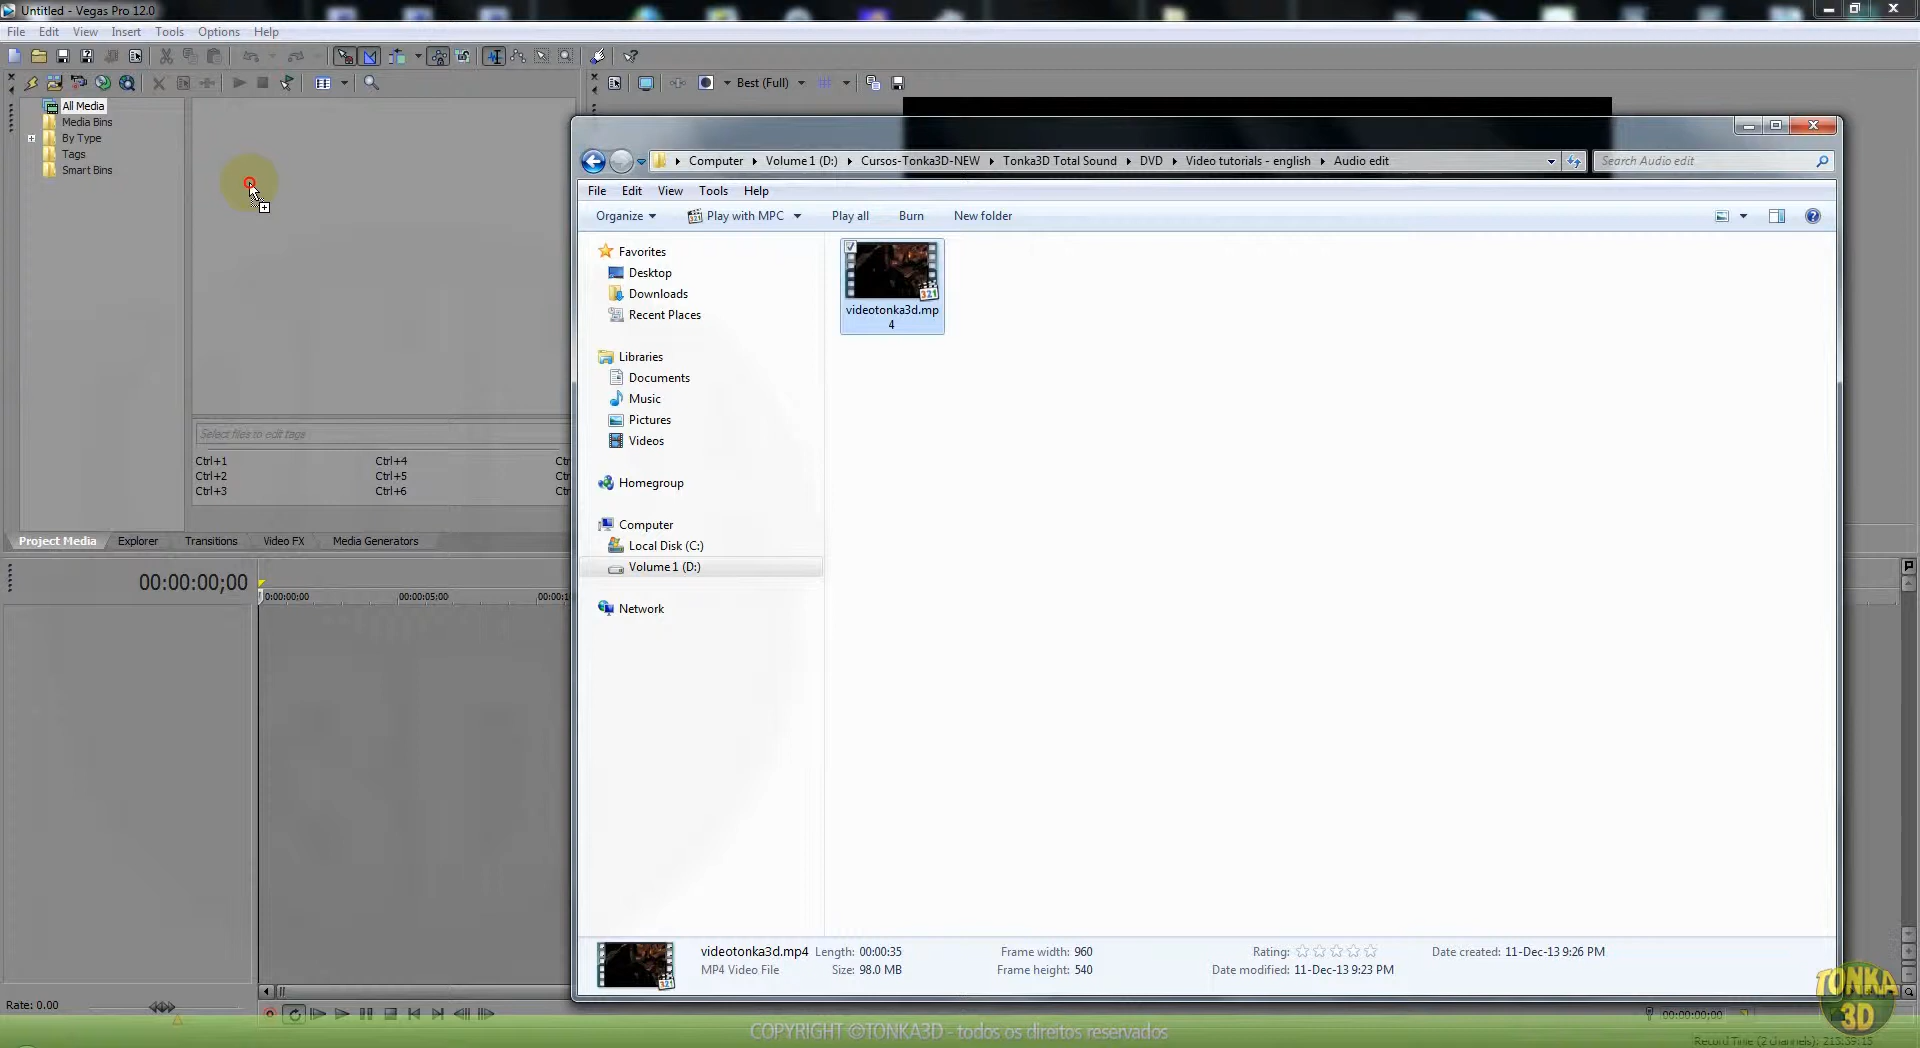 Untitled - Vegas Pro 12.0
File Edit View Insert Tools Options Help
Best (Full)
All Media
Media Bins
By Type
Tags
Smart Bins
Select files to edit tags
Ctrl+1 Ctrl+4
Ctrl+2 Ctrl+5
Ctrl+3 Ctrl+6
Project Media Explorer Transitions Video FX Media Generators
00:00:00;00
0:00:00;00 00:00:05;00
Rate: 0.00
Computer Volume 1 (D:) Cursos-Tonka3D-NEW Tonka3D Total Sound DVD Video tutorials - english Audio edit
Search Audio edit
File Edit View Tools Help
Organize Play with MPC Play all Burn New folder
Favorites
Desktop
Downloads
Recent Places
Libraries
Documents
Music
Pictures
Videos
Homegroup
Computer
Local Disk (C:)
Volume 1 (D:)
Network
321
videotonka3d.mp
4
videotonka3d.mp4 Length: 00:00:35 Frame width: 960 Rating: Date created: 11-Dec-13 9:26 PM
MP4 Video File Size: 98.0 MB Frame height: 540 Date modified: 11-Dec-13 9:23 PM
00:00:00;00
COPYRIGHT ©TONKA3D - todos os direitos reservados
TONKA
3D